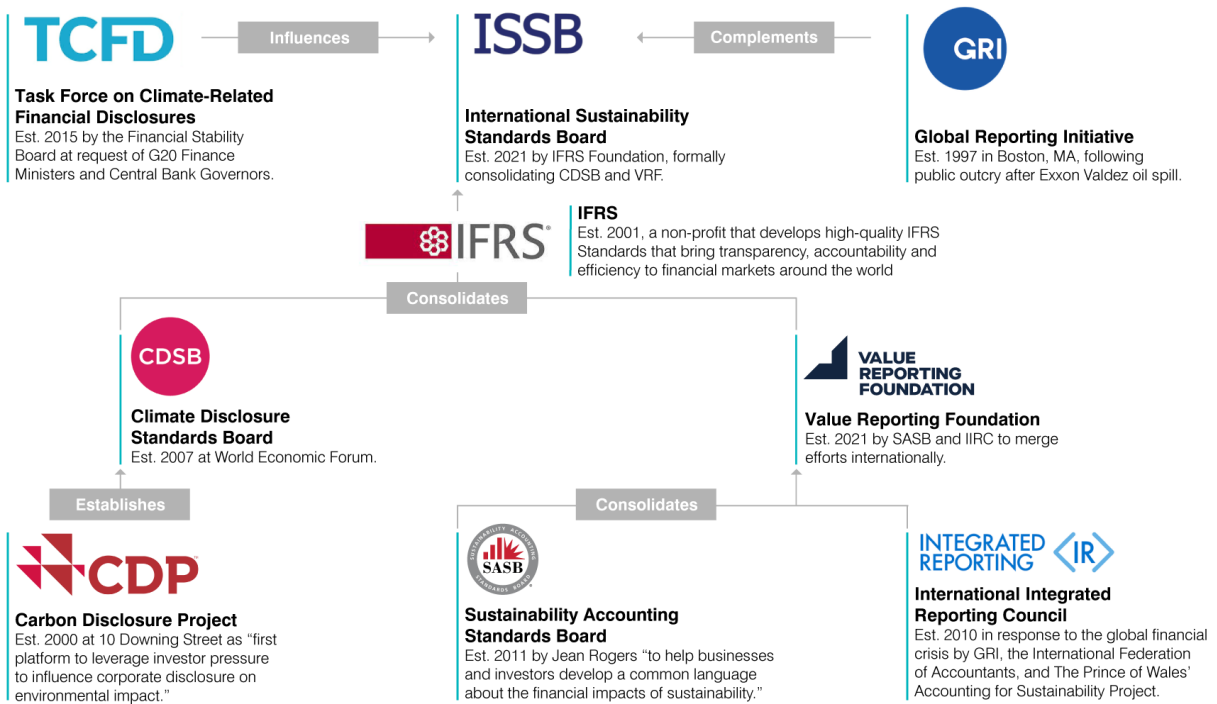 TCFD
Influences
ISSB
Complements
GRI
Task Force on Climate-Related
Financial Disclosures
Est. 2015 by the Financial Stability
Board at request of G20 Finance
Ministers and Central Bank Governors.
International Sustainability
Standards Board
Est. 2021 by IFRS Foundation, formally
consolidating CDSB and VRF.
Global Reporting Initiative
Est. 1997 in Boston, MA, following
public outcry after Exxon Valdez oil spill.
IFRS®
IFRS
Est. 2001, a non-profit that develops high-quality IFRS
Standards that bring transparency, accountability and
efficiency to financial markets around the world
Consolidates
CDSB
Climate Disclosure
Standards Board
Est. 2007 at World Economic Forum.
VALUE
REPORTING
FOUNDATION
Value Reporting Foundation
Est. 2021 by SASB and IIRC to merge
efforts internationally.
Establishes
Consolidates
CDP™
Carbon Disclosure Project
Est. 2000 at 10 Downing Street as “first
platform to leverage investor pressure
to influence corporate disclosure on
environmental impact.”
SUSTAINABILITY ACCOUNTING
SASB
STANDARDS BOARD
®
Sustainability Accounting
Standards Board
Est. 2011 by Jean Rogers “to help businesses
and investors develop a common language
about the financial impacts of sustainability.”
INTEGRATED
REPORTING
<IR>
International Integrated
Reporting Council
Est. 2010 in response to the global financial
crisis by GRI, the International Federation
of Accountants, and The Prince of Wales’
Accounting for Sustainability Project.